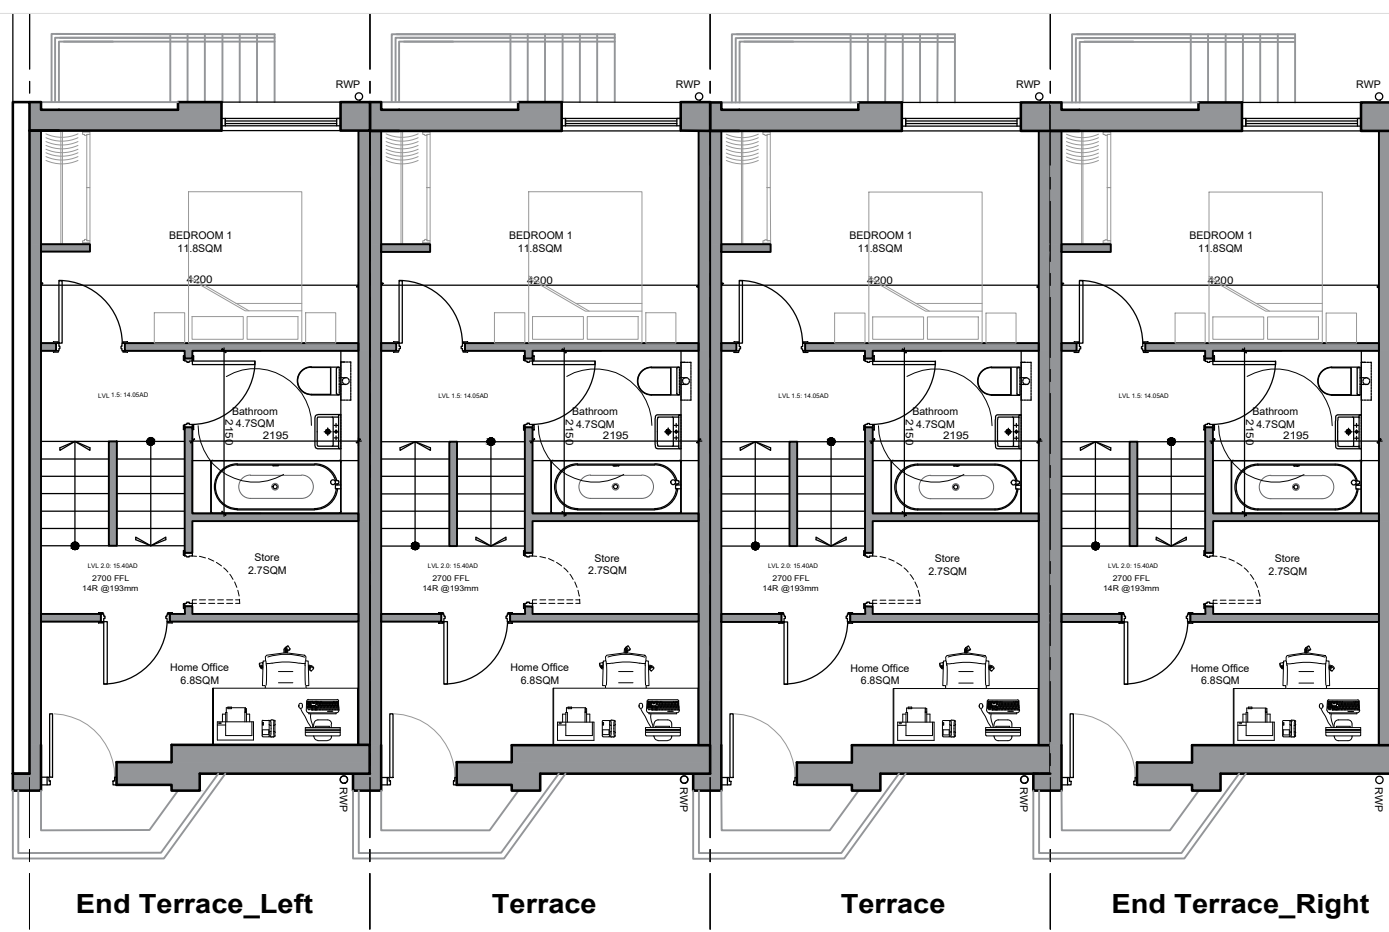 RWP
RWP
RWP
RWP
BEDROOM 1
11.8SQM
4200
BEDROOM 1
11.8SQM
4200
BEDROOM 1
11.8SQM
4200
BEDROOM 1
11.8SQM
4200
LVL 1.5: 14.05AD
Bathroom
4.7SQM
2150
2195
LVL 1.5: 14.05AD
Bathroom
4.7SQM
2150
2195
LVL 1.5: 14.05AD
Bathroom
4.7SQM
2150
2195
LVL 1.5: 14.05AD
Bathroom
4.7SQM
2150
2195
Store
2.7SQM
LVL 2.0: 15.40AD
2700 FFL
14R @193mm
Store
2.7SQM
LVL 2.0: 15.40AD
2700 FFL
14R @193mm
Store
2.7SQM
LVL 2.0: 15.40AD
2700 FFL
14R @193mm
Store
2.7SQM
LVL 2.0: 15.40AD
2700 FFL
14R @193mm
Home Office
6.8SQM
Home Office
6.8SQM
Home Office
6.8SQM
Home Office
6.8SQM
RWP
RWP
RWP
RWP
End Terrace_Left
Terrace
Terrace
End Terrace_Right